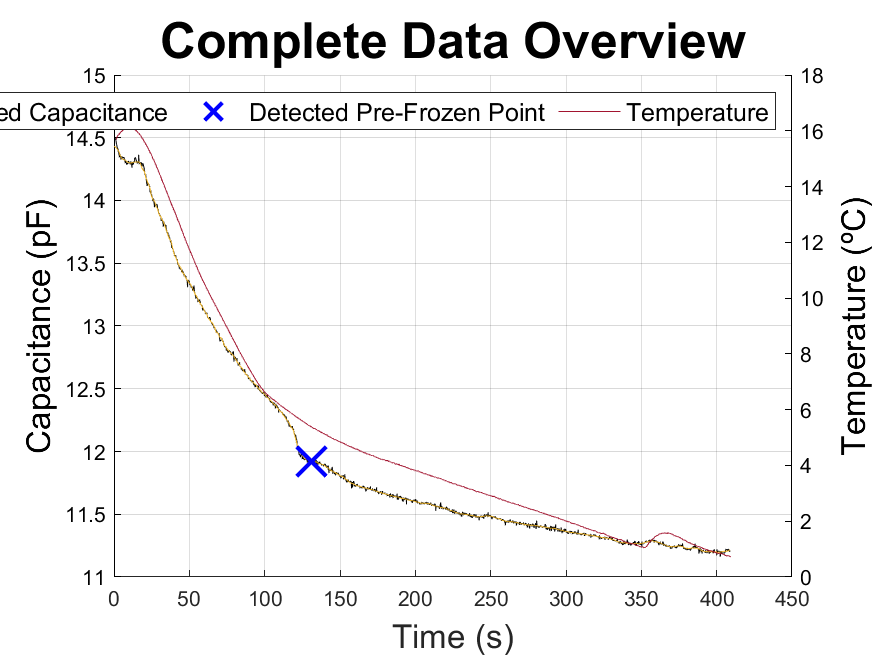 Complete Data Overview
ed Capacitance
Detected Pre-Frozen Point
Temperature
Capacitance (pF)
15
14.5
14
13.5
13
12.5
12
11.5
11
18
16
14
12
10
8
6
4
2
0
Temperature (ºC)
0 50 100 150 200 250 300 350 400 450
Time (s)